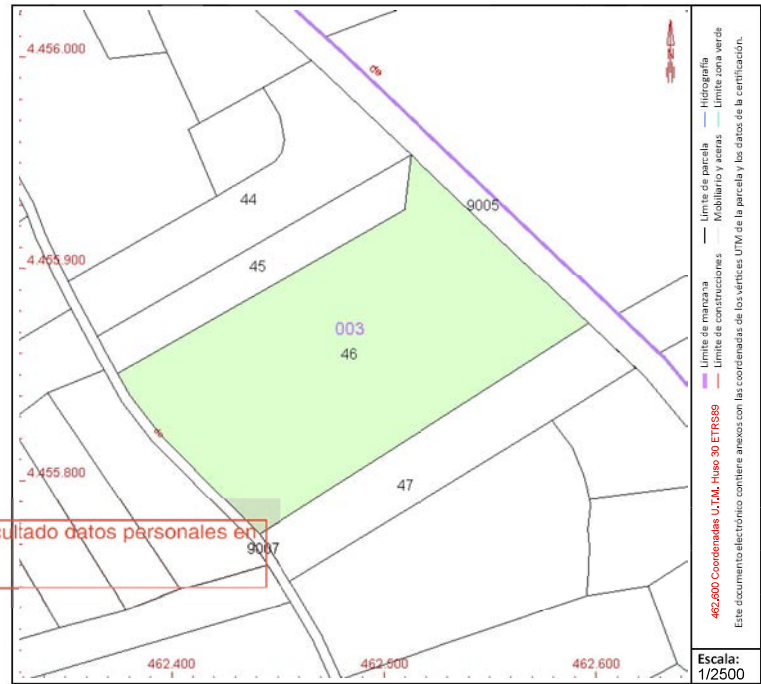 4.456.000
44
9005
45
4.455.900
003
46
4.455.800
47
cultado datos personales en
9007
462.400
462.500
462.600
Límite de manzana
Límite de parcela
Hidrografía
Límite de construcciones
Mobiliario y aceras
Límite zona verde
462.600 Coordenadas U.T.M. Huso 30 ETRS89
Este documento electrónico contiene anexos con las coordenadas de los vértices UTM de la parcela y los datos de la certificación.
Escala:
1/2500